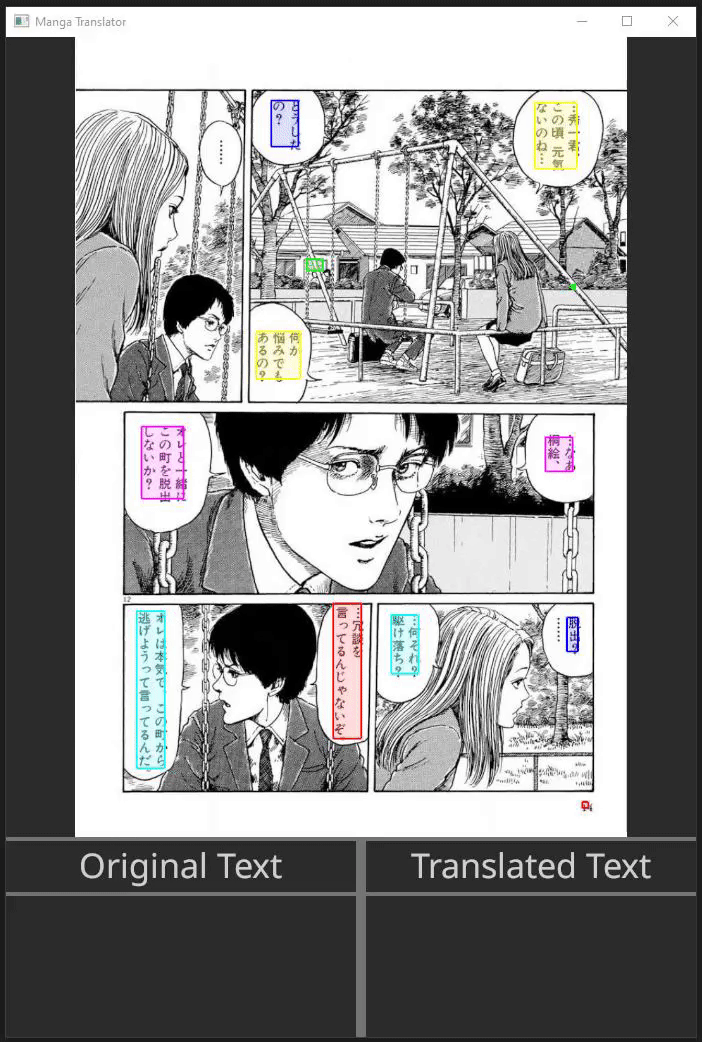 Manga Translator
…秀一君、
この頃 元気
ないのね…
どうした
の？
何か
悩みでも
あるの？
……
…なあ
桐絵、
オレと一緒に
この町を脱出
しないか？
12
脱出？
……
…何それ？
駆け落ち？
…冗談を
言ってるんじゃないぞ
オレは本気で この町から
逃げようって言ってるんだ。
Original Text
Translated Text